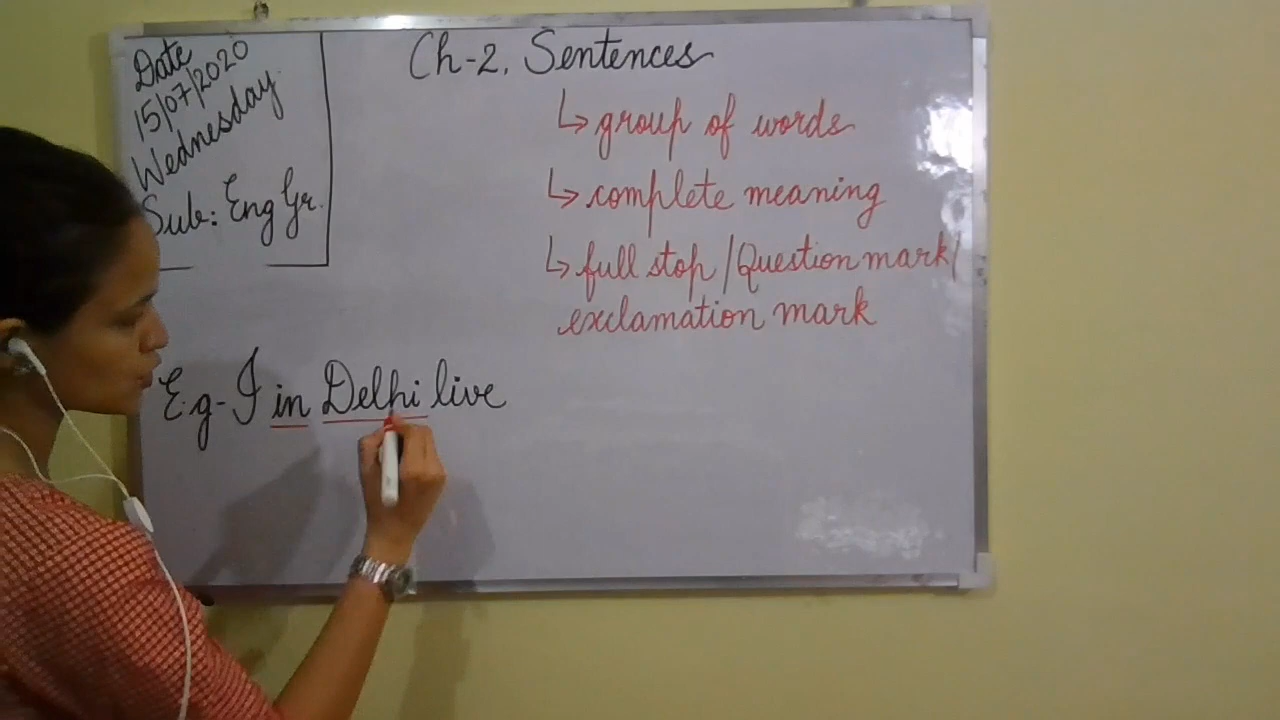 Date
15/07/2020
Wednesday
Sub: Eng Gr.
Ch-2. Sentences
↳ group of words
↳ complete meaning
↳ full stop/Question mark/
exclamation mark
E.g- I in Delhi live